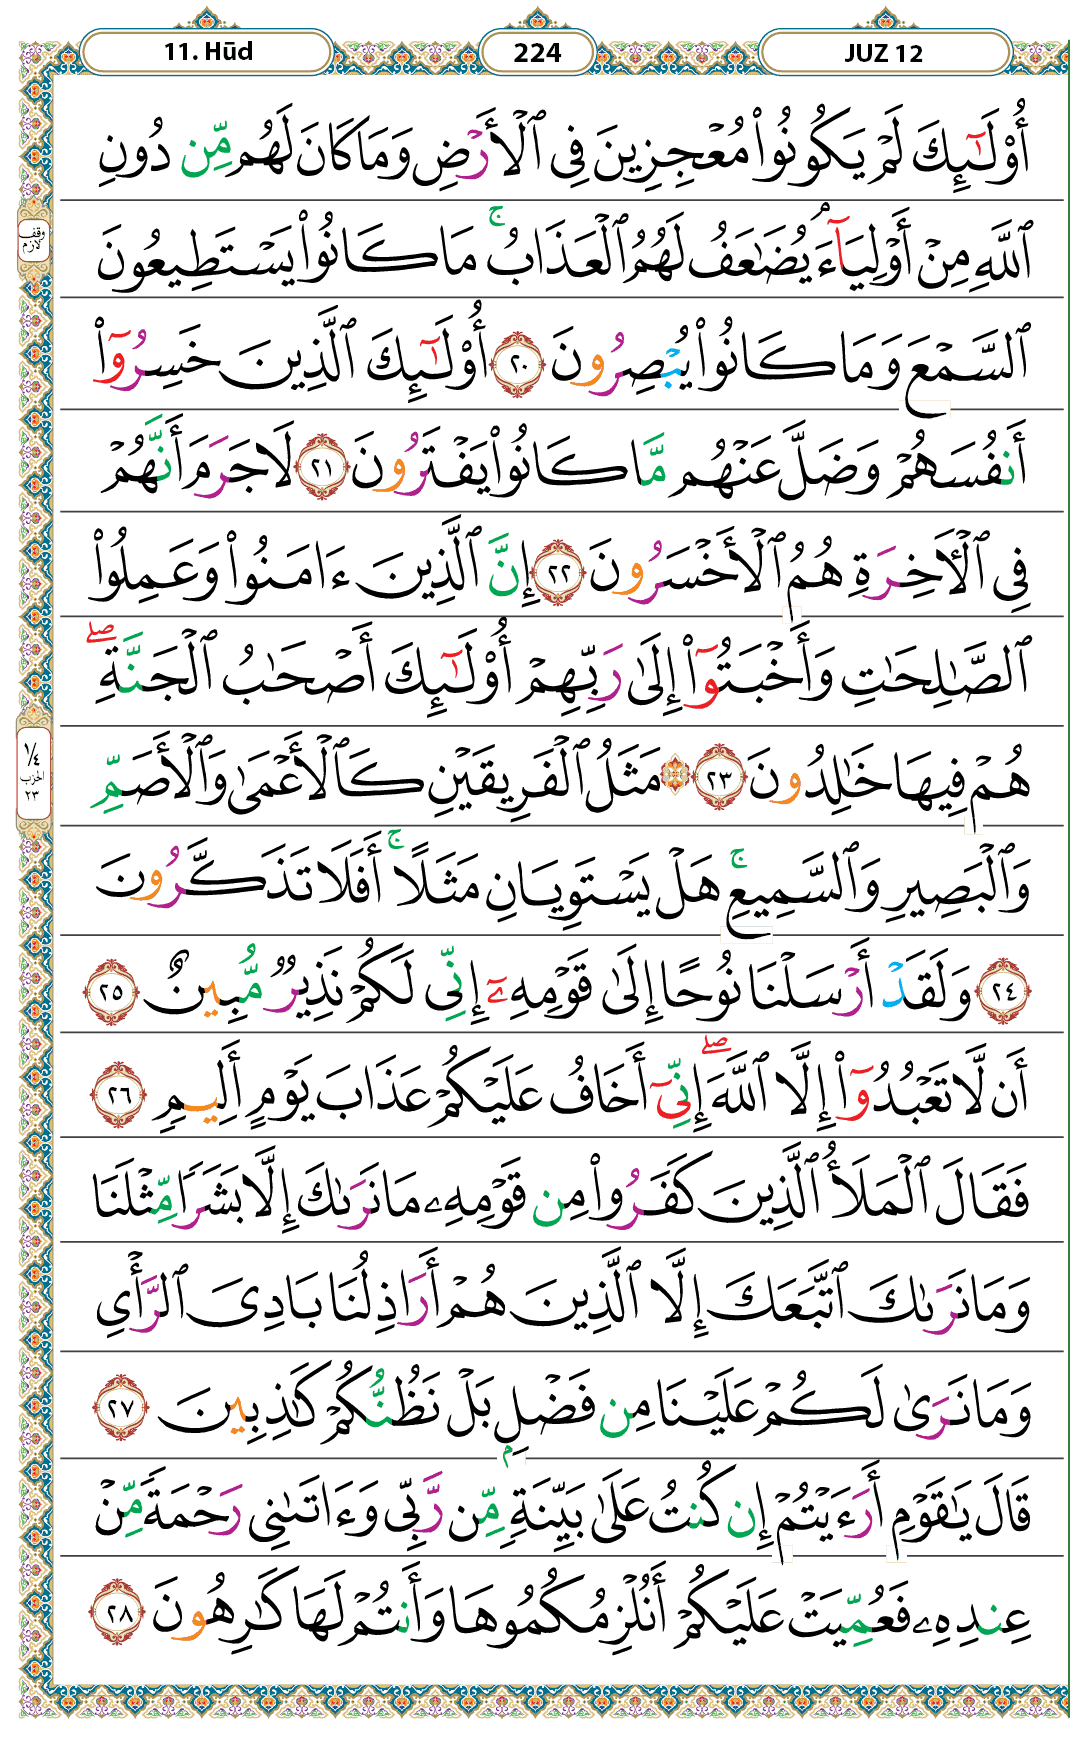 11. Hūd
224
JUZ 12
أُو۟لَـٰٓئِكَ لَمْ يَكُونُوا۟ مُعْجِزِينَ فِى ٱلْأَرْضِ وَمَا كَانَ لَهُم مِّن دُونِ
وقف لازم
ٱللَّهِ مِنْ أَوْلِيَآءَ ۘ يُضَـٰعَفُ لَهُمُ ٱلْعَذَابُ ۚ مَا كَانُوا۟ يَسْتَطِيعُونَ
ٱلسَّمْعَ وَمَا كَانُوا۟ يُبْصِرُونَ ٢٠ أُو۟لَـٰٓئِكَ ٱلَّذِينَ خَسِرُوٓا۟
أَنفُسَهُمْ وَضَلَّ عَنْهُم مَّا كَانُوا۟ يَفْتَرُونَ ٢١ لَا جَرَمَ أَنَّهُمْ
فِى ٱلْـَٔاخِرَةِ هُمُ ٱلْأَخْسَرُونَ ٢٢ إِنَّ ٱلَّذِينَ ءَامَنُوا۟ وَعَمِلُوا۟
ٱلصَّـٰلِحَـٰتِ وَأَخْبَتُوٓا۟ إِلَىٰ رَبِّهِمْ أُو۟لَـٰٓئِكَ أَصْحَـٰبُ ٱلْجَنَّةِ ۖ
١/٤ الحزب ٢٣
هُمْ فِيهَا خَـٰلِدُونَ ٢٣ ۞ مَثَلُ ٱلْفَرِيقَيْنِ كَٱلْأَعْمَىٰ وَٱلْأَصَمِّ
وَٱلْبَصِيرِ وَٱلسَّمِيعِ ۚ هَلْ يَسْتَوِيَانِ مَثَلًا ۚ أَفَلَا تَذَكَّرُونَ
٢٤ وَلَقَدْ أَرْسَلْنَا نُوحًا إِلَىٰ قَوْمِهِۦٓ إِنِّى لَكُمْ نَذِيرٌ مُّبِينٌ ٢٥
أَن لَّا تَعْبُدُوٓا۟ إِلَّا ٱللَّهَ ۖ إِنِّىٓ أَخَافُ عَلَيْكُمْ عَذَابَ يَوْمٍ أَلِيمٍ ٢٦
فَقَالَ ٱلْمَلَأُ ٱلَّذِينَ كَفَرُوا۟ مِن قَوْمِهِۦ مَا نَرَىٰكَ إِلَّا بَشَرًا مِّثْلَنَا
وَمَا نَرَىٰكَ ٱتَّبَعَكَ إِلَّا ٱلَّذِينَ هُمْ أَرَاذِلُنَا بَادِىَ ٱلرَّأْىِ
وَمَا نَرَىٰ لَكُمْ عَلَيْنَا مِن فَضْلٍۭ بَلْ نَظُنُّكُمْ كَـٰذِبِينَ ٢٧
قَالَ يَـٰقَوْمِ أَرَءَيْتُمْ إِن كُنتُ عَلَىٰ بَيِّنَةٍ مِّن رَّبِّى وَءَاتَىٰنِى رَحْمَةً مِّنْ
عِندِهِۦ فَعُمِّيَتْ عَلَيْكُمْ أَنُلْزِمُكُمُوهَا وَأَنتُمْ لَهَا كَـٰرِهُونَ ٢٨